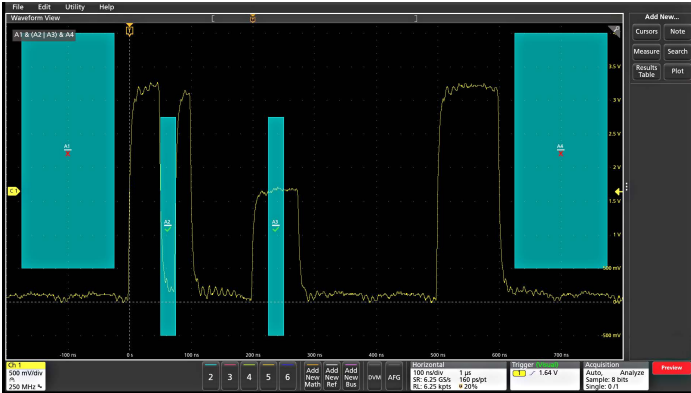 File Edit Utility Help
Waveform View
Add New...
A1 & (A2 | A3) & A4
Cursors Note
Measure Search
Results Table Plot
3.5 V
3 V
2.5 V
2 V
1.5 V
1 V
500 mV
0 V
-500 mV
A1
A2
A3
A4
C1
-100 ns 0 s 100 ns 200 ns 300 ns 400 ns 500 ns 600 ns 700 ns
Ch 1
500 mV/div
250 MHz
2 3 4 5 6
Add New Math
Add New Ref
Add New Bus
DVM AFG
Horizontal
100 ns/div 1 µs
SR: 6.25 GS/s 160 ps/pt
RL: 6.25 kpts 20%
Trigger (Visual)
1 1.64 V
Acquisition
Auto, Analyze
Sample: 8 bits
Single: 0 /1
Preview